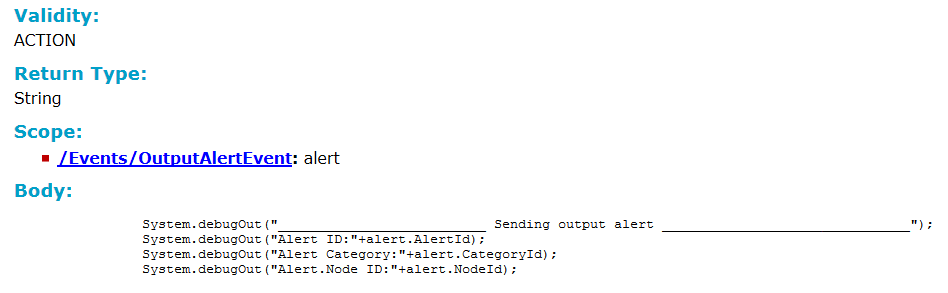 Validity:
ACTION
Return Type:
String
Scope:
/Events/OutputAlertEvent: alert
Body:
System.debugOut("__________________________ Sending output alert _______________________________");
System.debugOut("Alert ID:"+alert.AlertId);
System.debugOut("Alert Category:"+alert.CategoryId);
System.debugOut("Alert.Node ID:"+alert.NodeId);